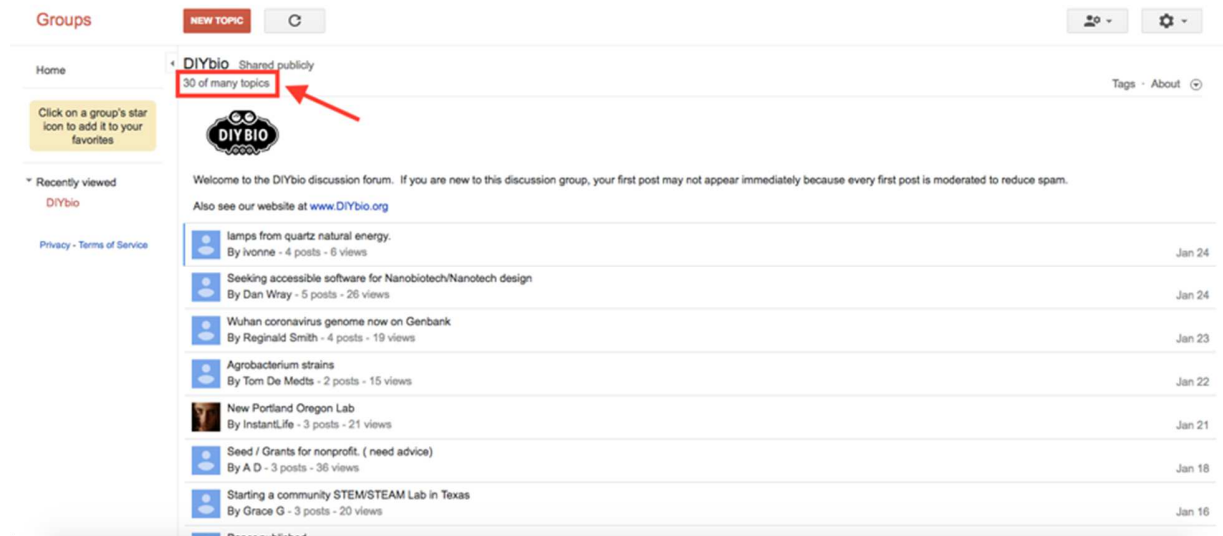 Groups
NEW TOPIC
Home
Click on a group's star
icon to add it to your
favorites
Recently viewed
DIYbio
Privacy - Terms of Service
DIYbio Shared publicly
30 of many topics
Tags · About
DIY BIO
Welcome to the DIYbio discussion forum. If you are new to this discussion group, your first post may not appear immediately because every first post is moderated to reduce spam.
Also see our website at www.DIYbio.org
lamps from quartz natural energy.
By ivonne - 4 posts - 6 views
Jan 24
Seeking accessible software for Nanobiotech/Nanotech design
By Dan Wray - 5 posts - 26 views
Jan 24
Wuhan coronavirus genome now on Genbank
By Reginald Smith - 4 posts - 19 views
Jan 23
Agrobacterium strains
By Tom De Medts - 2 posts - 15 views
Jan 22
New Portland Oregon Lab
By InstantLife - 3 posts - 21 views
Jan 21
Seed / Grants for nonprofit. ( need advice)
By A D - 3 posts - 36 views
Jan 18
Starting a community STEM/STEAM Lab in Texas
By Grace G - 3 posts - 20 views
Jan 16